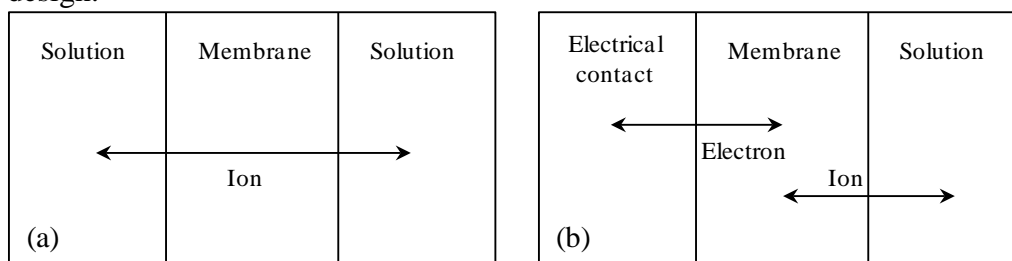 design.
Solution Membrane Solution
Ion
(a)
Electrical
contact
Membrane Solution
Electron
Ion
(b)